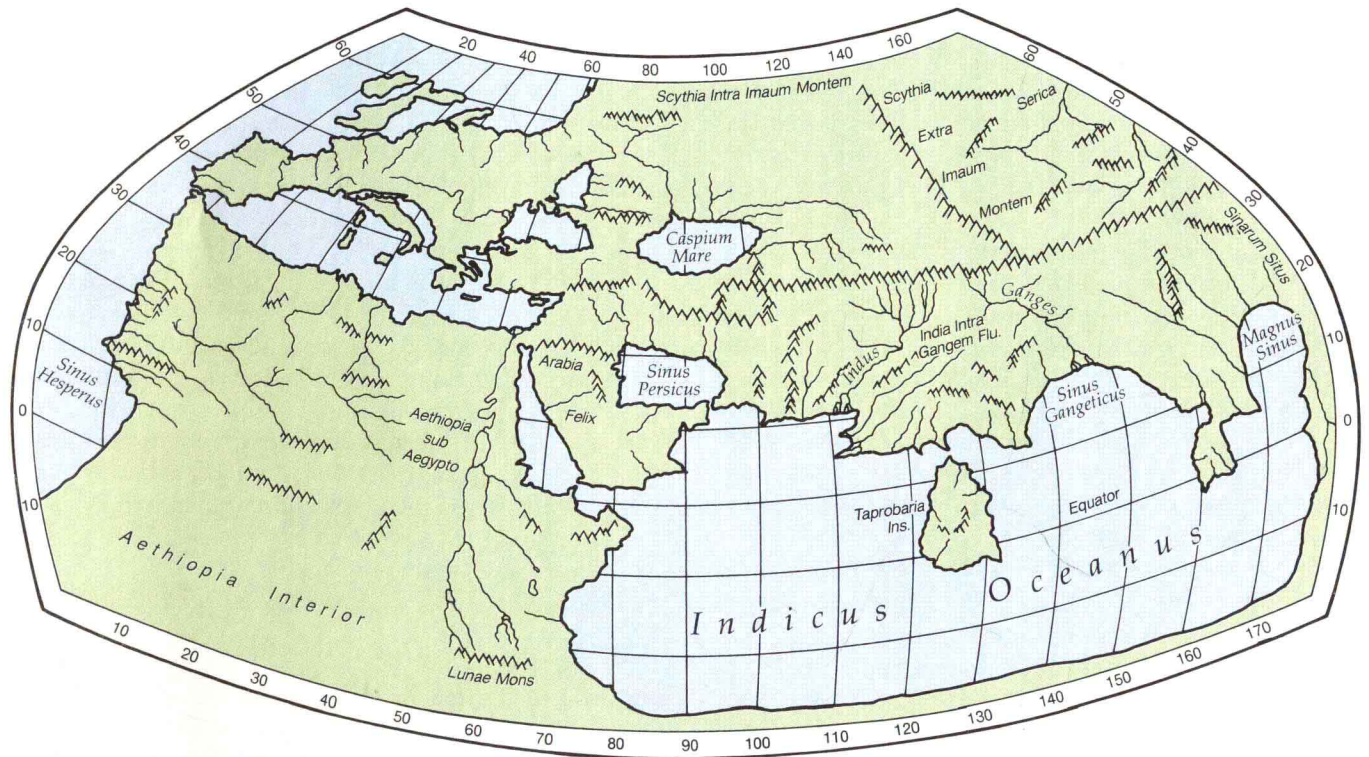 20
40
60
80
100
120
140
160
60
50
40
30
20
10
0
10
60
50
40
30
20
10
0
10
Scythia Intra Imaum Montem
Scythia
Serica
Extra
Imaum
Montem
Sinarum Situs
Caspium
Mare
Ganges
India Intra
Gangem Flu.
Indus
Magnus
Sinus
Arabia
Sinus
Persicus
Felix
Sinus
Gangeticus
Sinus
Hesperus
Aethiopia
sub
Aegypto
Taprobaria
Ins.
Equator
Aethiopia Interior
Indicus Oceanus
Lunae Mons
10
20
30
40
50
60
70
80
90
100
110
120
130
140
150
160
170